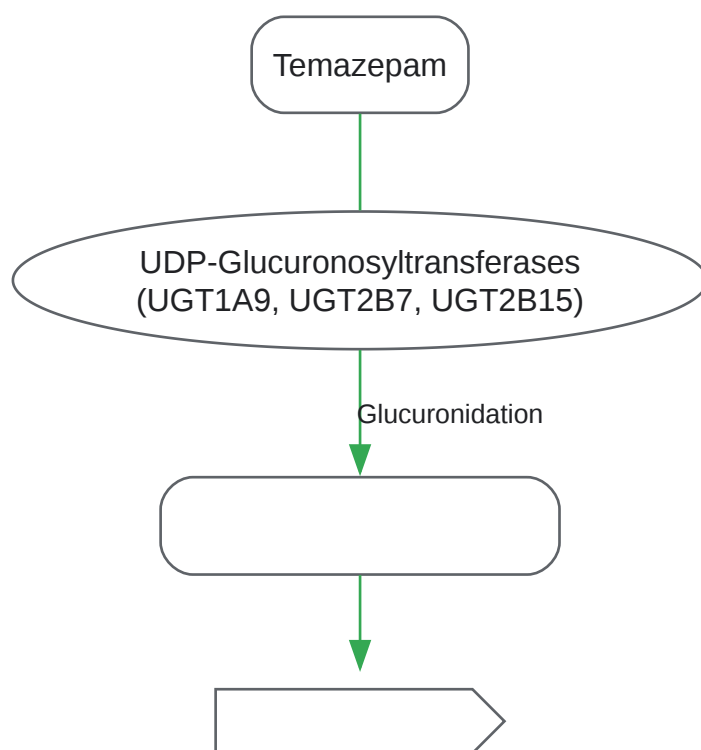 Temazepam
UDP-Glucuronosyltransferases
(UGT1A9, UGT2B7, UGT2B15)
Glucuronidation